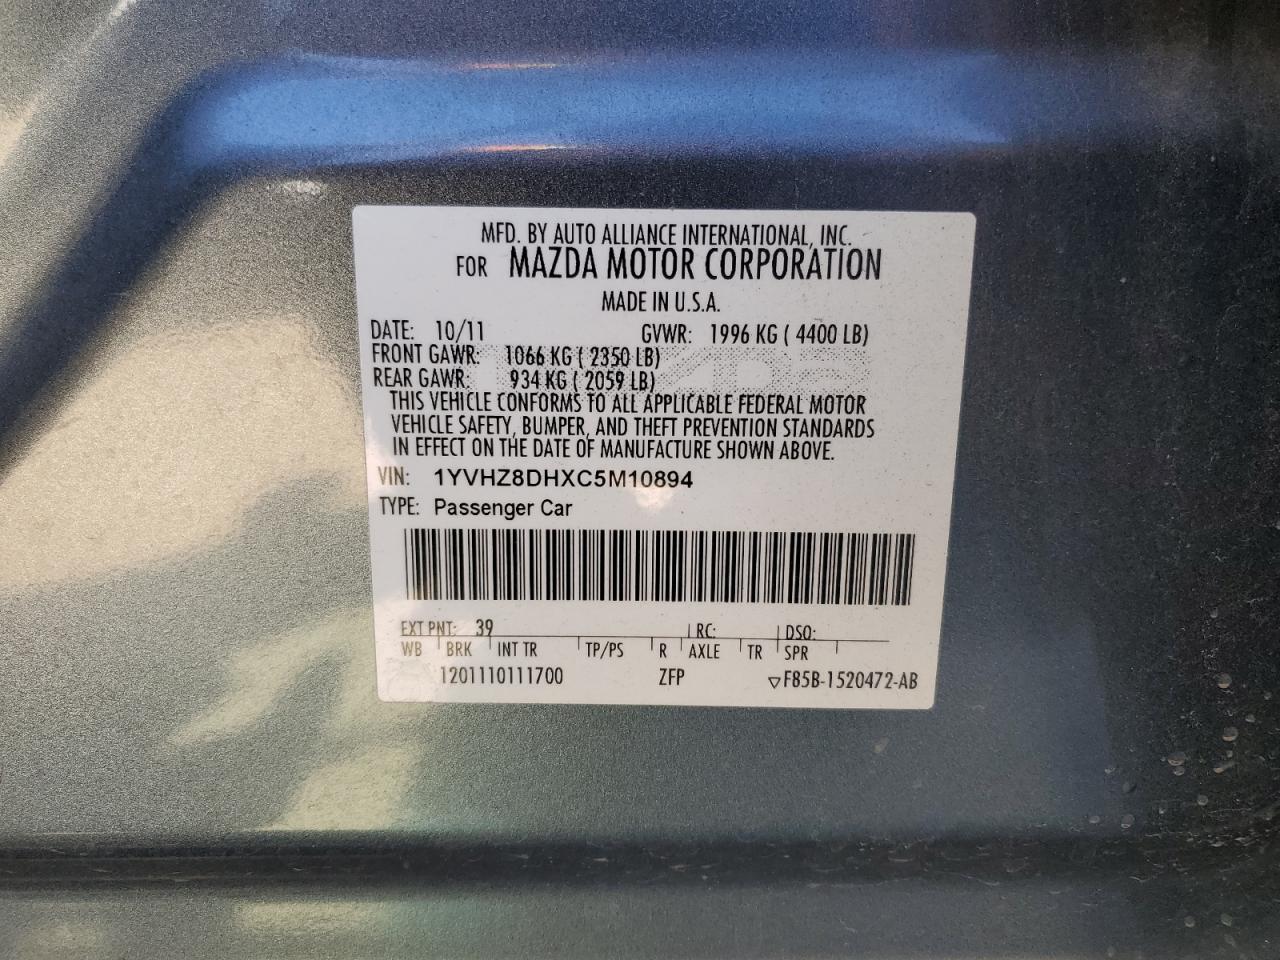 MFD. BY AUTO ALLIANCE INTERNATIONAL, INC.
FOR MAZDA MOTOR CORPORATION
MADE IN U.S.A.
DATE: 10/11 GVWR: 1996 KG ( 4400 LB)
FRONT GAWR: 1066 KG ( 2350 LB)
REAR GAWR: 934 KG ( 2059 LB)
THIS VEHICLE CONFORMS TO ALL APPLICABLE FEDERAL MOTOR
VEHICLE SAFETY, BUMPER, AND THEFT PREVENTION STANDARDS
IN EFFECT ON THE DATE OF MANUFACTURE SHOWN ABOVE.
VIN: 1YVHZ8DHXC5M10894
TYPE: Passenger Car
EXT PNT: 39 RC: DSO:
WB BRK INT TR TP/PS R AXLE TR SPR
1201110111700 ZFP ▽F85B-1520472-AB